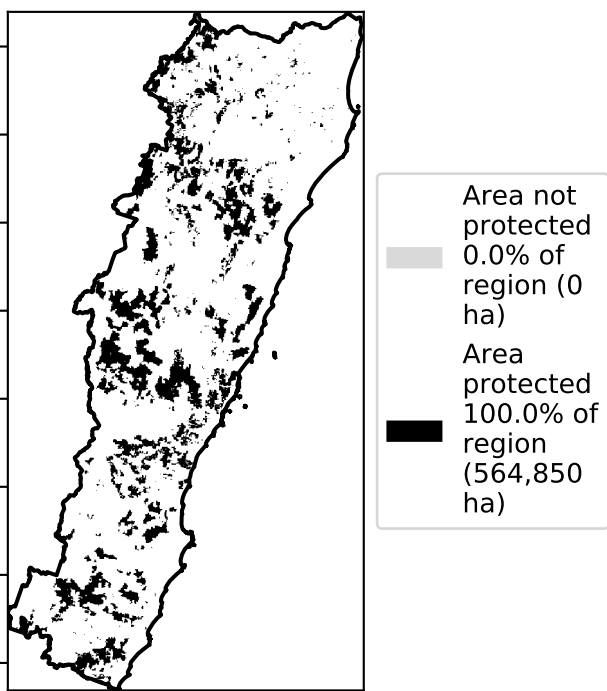 Area not
protected
0.0% of
region (0
ha)
Area
protected
100.0% of
region
(564,850
ha)